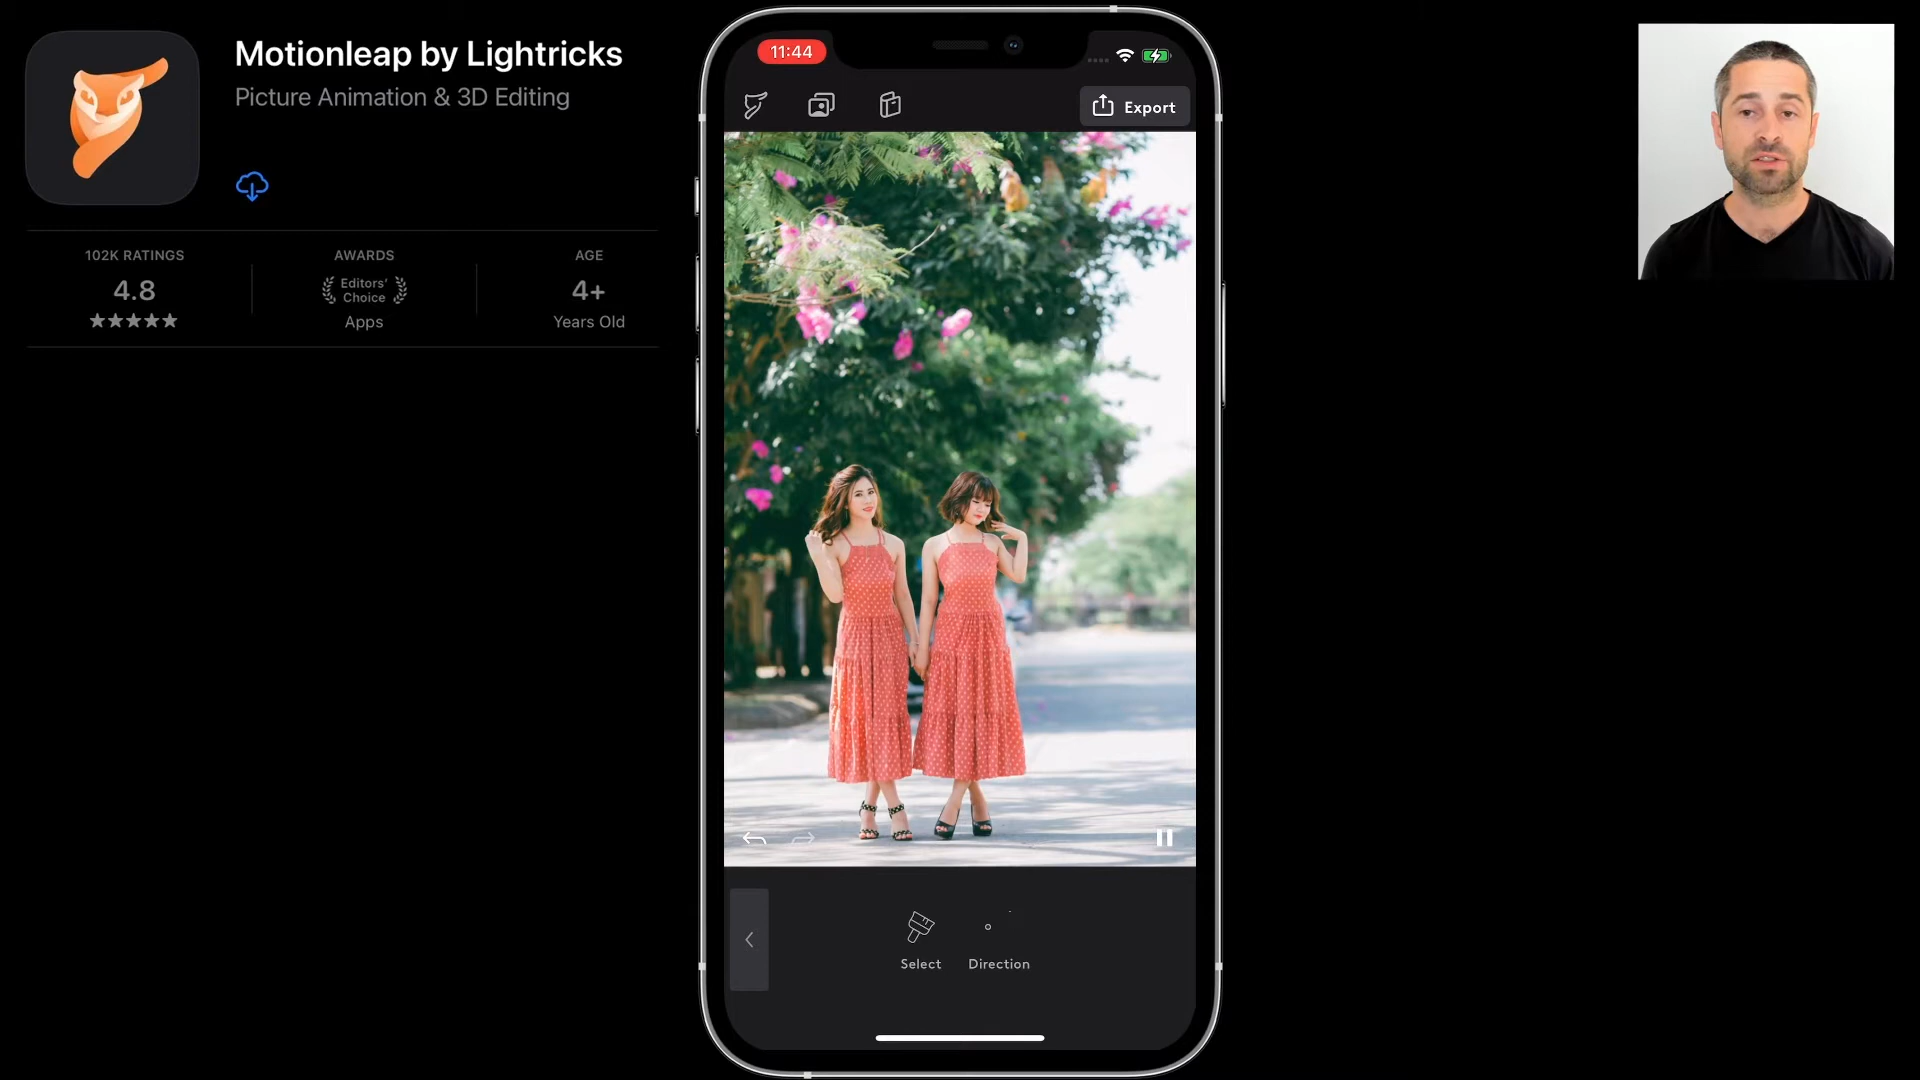 Motionleap by Lightricks
Picture Animation & 3D Editing
102K RATINGS
4.8
AWARDS
Editors'
Choice
Apps
AGE
4+
Years Old
11:44
Export
Select
Direction